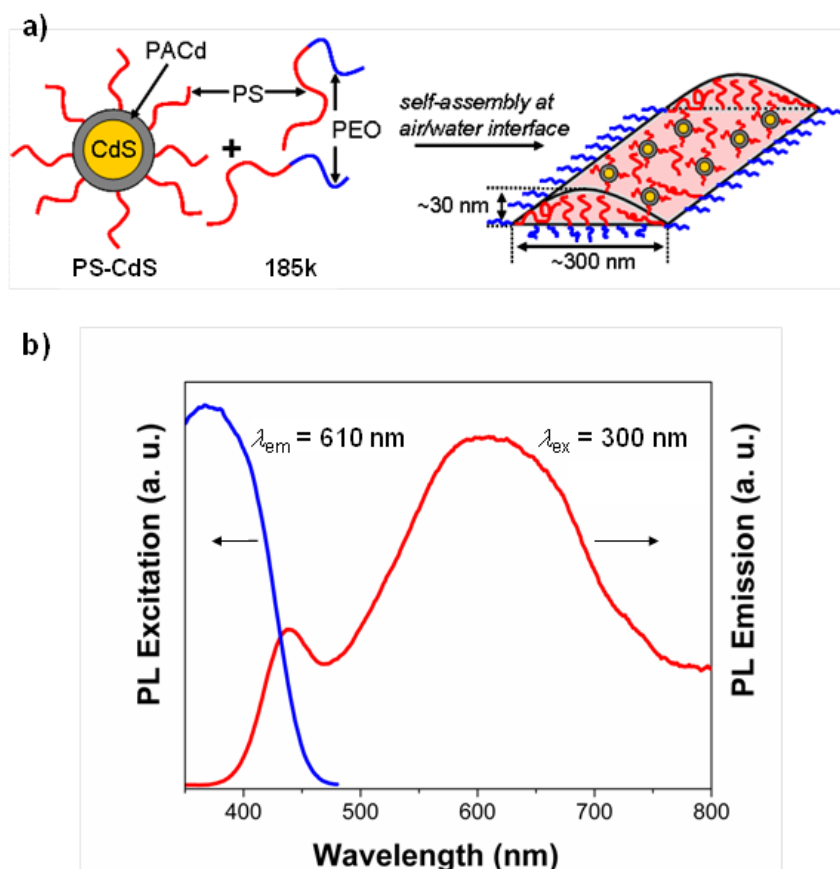 a)
PACd
PS
PEO
CdS
+
self-assembly at
air/water interface
~30 nm
~300 nm
PS-CdS
185k
b)
λem = 610 nm
λex = 300 nm
PL Excitation (a. u.)
PL Emission (a. u.)
400 500 600 700 800
Wavelength (nm)